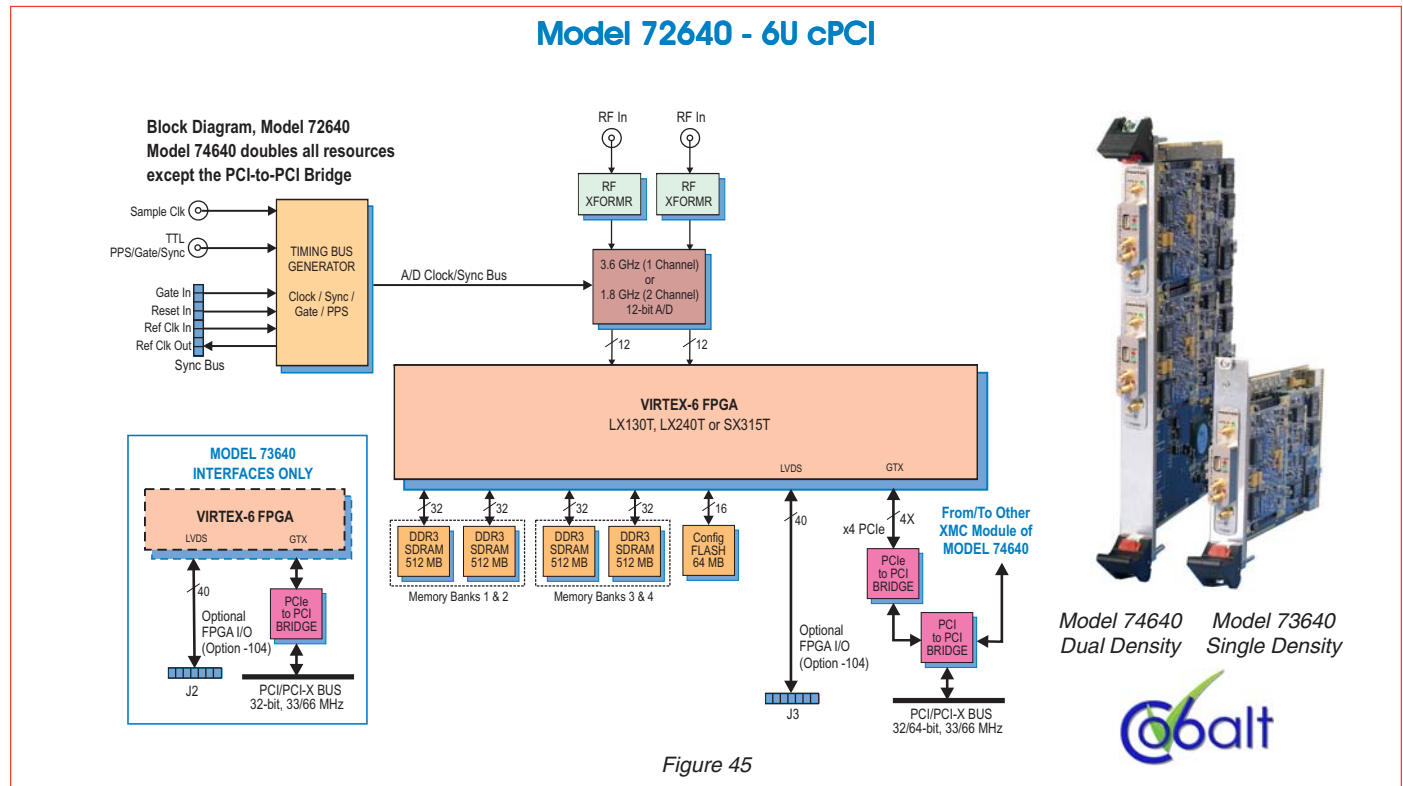 Model 72640 - 6U cPCI
Block Diagram, Model 72640
Model 74640 doubles all resources
except the PCI-to-PCI Bridge
Sample Clk
TTL
PPS/Gate/Sync
Gate In
Reset In
Ref Clk In
Ref Clk Out
Sync Bus
TIMING BUS
GENERATOR
Clock / Sync /
Gate / PPS
A/D Clock/Sync Bus
RF In
RF In
RF
XFORMR
RF
XFORMR
3.6 GHz (1 Channel)
or
1.8 GHz (2 Channel)
12-bit A/D
12
12
VIRTEX-6 FPGA
LX130T, LX240T or SX315T
LVDS
GTX
32
32
32
32
16
40
4X
x4 PCIe
DDR3
SDRAM
512 MB
DDR3
SDRAM
512 MB
DDR3
SDRAM
512 MB
DDR3
SDRAM
512 MB
Config
FLASH
64 MB
Memory Banks 1 & 2
Memory Banks 3 & 4
Optional
FPGA I/O
(Option -104)
J3
PCIe
to PCI
BRIDGE
PCI
to PCI
BRIDGE
From/To Other
XMC Module of
MODEL 74640
PCI/PCI-X BUS
32/64-bit, 33/66 MHz
MODEL 73640
INTERFACES ONLY
VIRTEX-6 FPGA
LVDS
GTX
40
Optional
FPGA I/O
(Option -104)
PCIe
to PCI
BRIDGE
J2
PCI/PCI-X BUS
32-bit, 33/66 MHz
Model 74640
Dual Density
Model 73640
Single Density
Cobalt
Figure 45